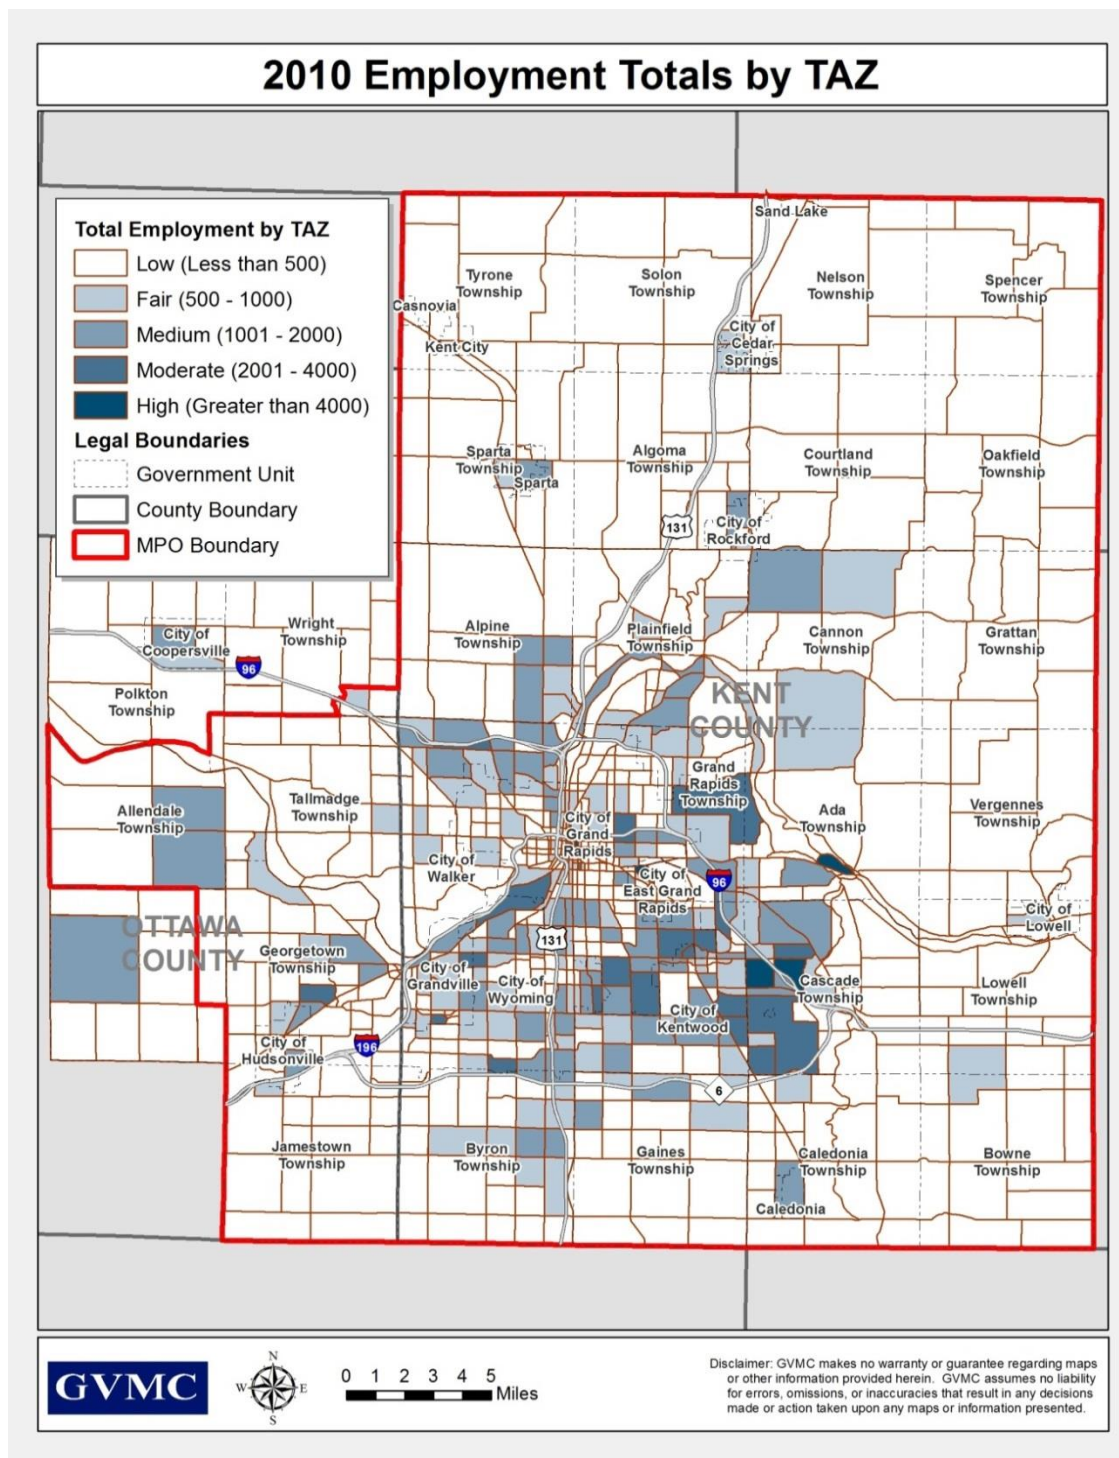 2010 Employment Totals by TAZ
Total Employment by TAZ
Low (Less than 500)
Fair (500 - 1000)
Medium (1001 - 2000)
Moderate (2001 - 4000)
High (Greater than 4000)
Legal Boundaries
Government Unit
County Boundary
MPO Boundary
Sand Lake
Tyrone
Township
Solon
Township
Nelson
Township
Spencer
Township
Casnovia
Kent City
City of
Cedar
Springs
Sparta
Township
Sparta
Algoma
Township
Courtland
Township
Oakfield
Township
131
City of
Rockford
City of
Coopersville
Wright
Township
96
Alpine
Township
Plainfield
Township
Cannon
Township
Grattan
Township
Polkton
Township
KENT
COUNTY
Allendale
Township
Tallmadge
Township
Grand
Rapids
Township
Ada
Township
Vergennes
Township
City of
Grand
Rapids
City of
Walker
City of
East Grand
Rapids
96
City of
Lowell
OTTAWA
COUNTY
Georgetown
Township
131
City of
Grandville
City of
Wyoming
Cascade
Township
Lowell
Township
City of
Kentwood
City of
Hudsonville
196
6
Jamestown
Township
Byron
Township
Gaines
Township
Caledonia
Township
Bowne
Township
Caledonia
GVMC
N
W E
S
0 1 2 3 4 5
Miles
Disclaimer: GVMC makes no warranty or guarantee regarding maps
or other information provided herein. GVMC assumes no liability
for errors, omissions, or inaccuracies that result in any decisions
made or action taken upon any maps or information presented.